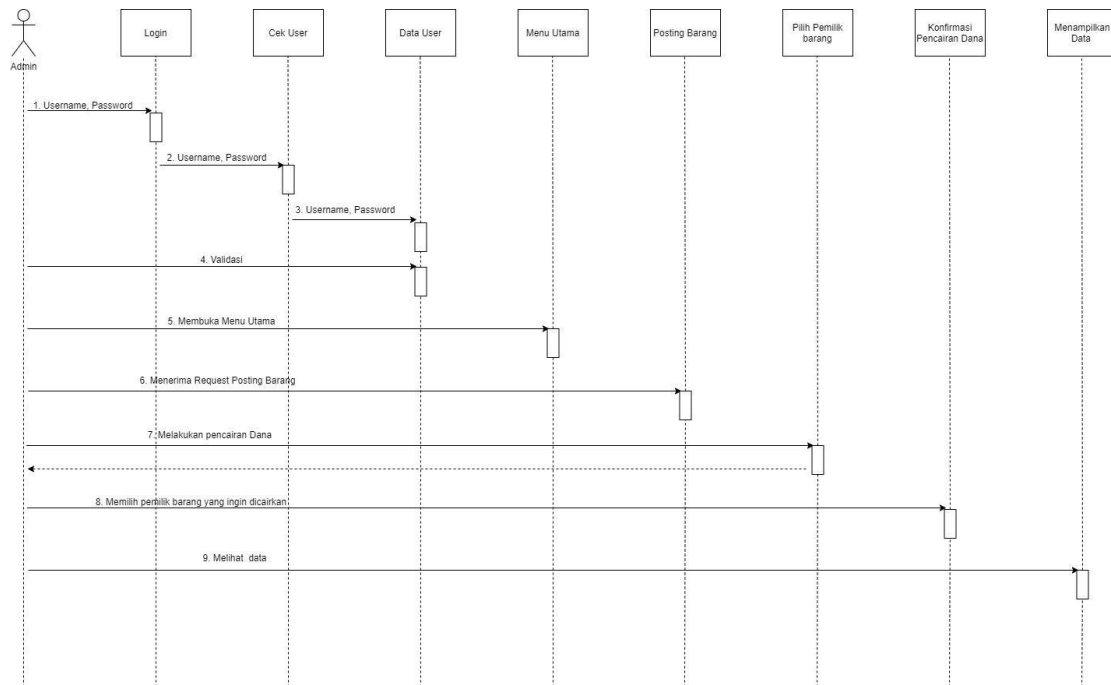 Login
Cek User
Data User
Menu Utama
Posting Barang
Pilih Pemilik
barang
Konfirmasi
Pencairan Dana
Menampilkan
Data
Admin
1. Username, Password
2. Username, Password
3. Username, Password
4. Validasi
5. Membuka Menu Utama
6. Menerima Request Posting Barang
7. Melakukan pencairan Dana
8. Memilih pemilik barang yang ingin dicairkan
9. Melihat data